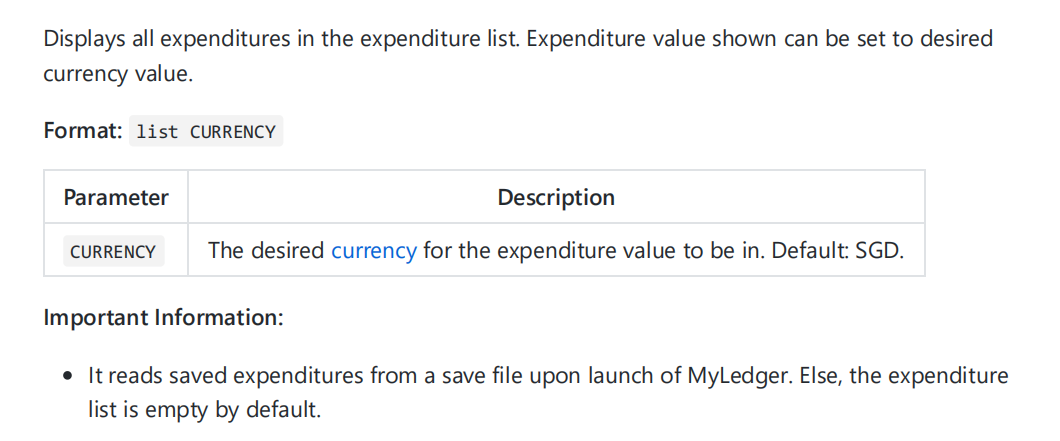 Displays all expenditures in the expenditure list. Expenditure value shown can be set to desired
currency value.
Format: list CURRENCY
Parameter Description
CURRENCY The desired currency for the expenditure value to be in. Default: SGD.
Important Information:
• It reads saved expenditures from a save file upon launch of MyLedger. Else, the expenditure
list is empty by default.